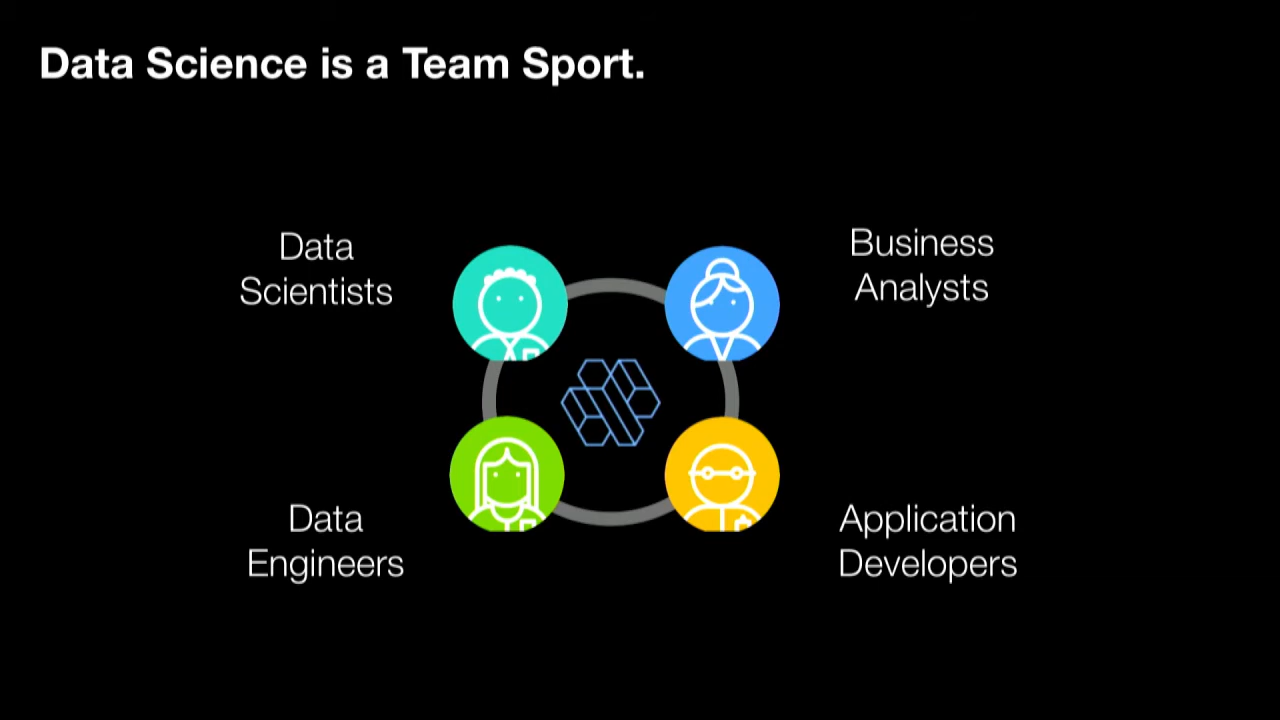 Data Science is a Team Sport.
Data
Scientists
Business
Analysts
Data
Engineers
Application
Developers